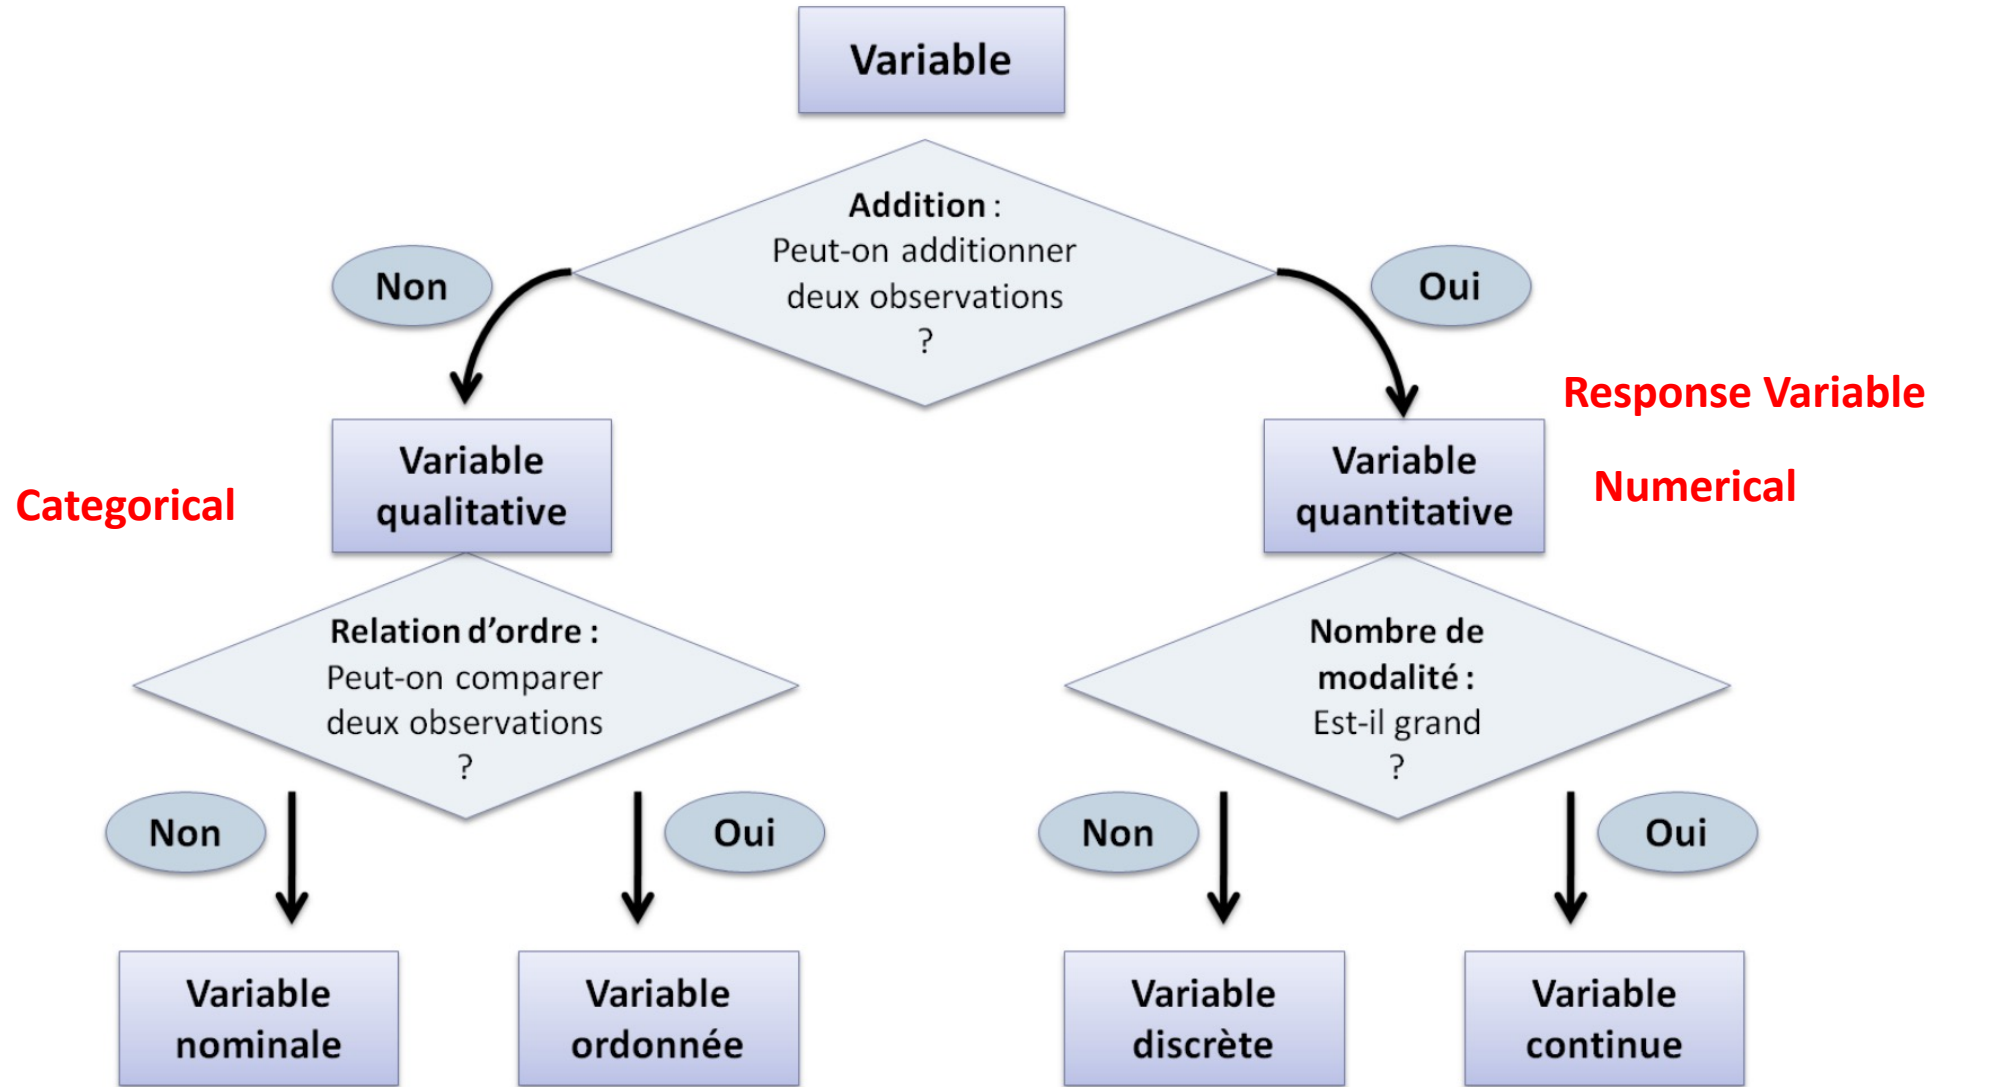 Variable
Addition :
Peut-on additionner
deux observations
?
Non
Oui
Response Variable
Variable
qualitative
Categorical
Variable
quantitative
Numerical
Relation d’ordre :
Peut-on comparer
deux observations
?
Nombre de
modalité :
Est-il grand
?
Non
Oui
Non
Oui
Variable
nominale
Variable
ordonnée
Variable
discrète
Variable
continue